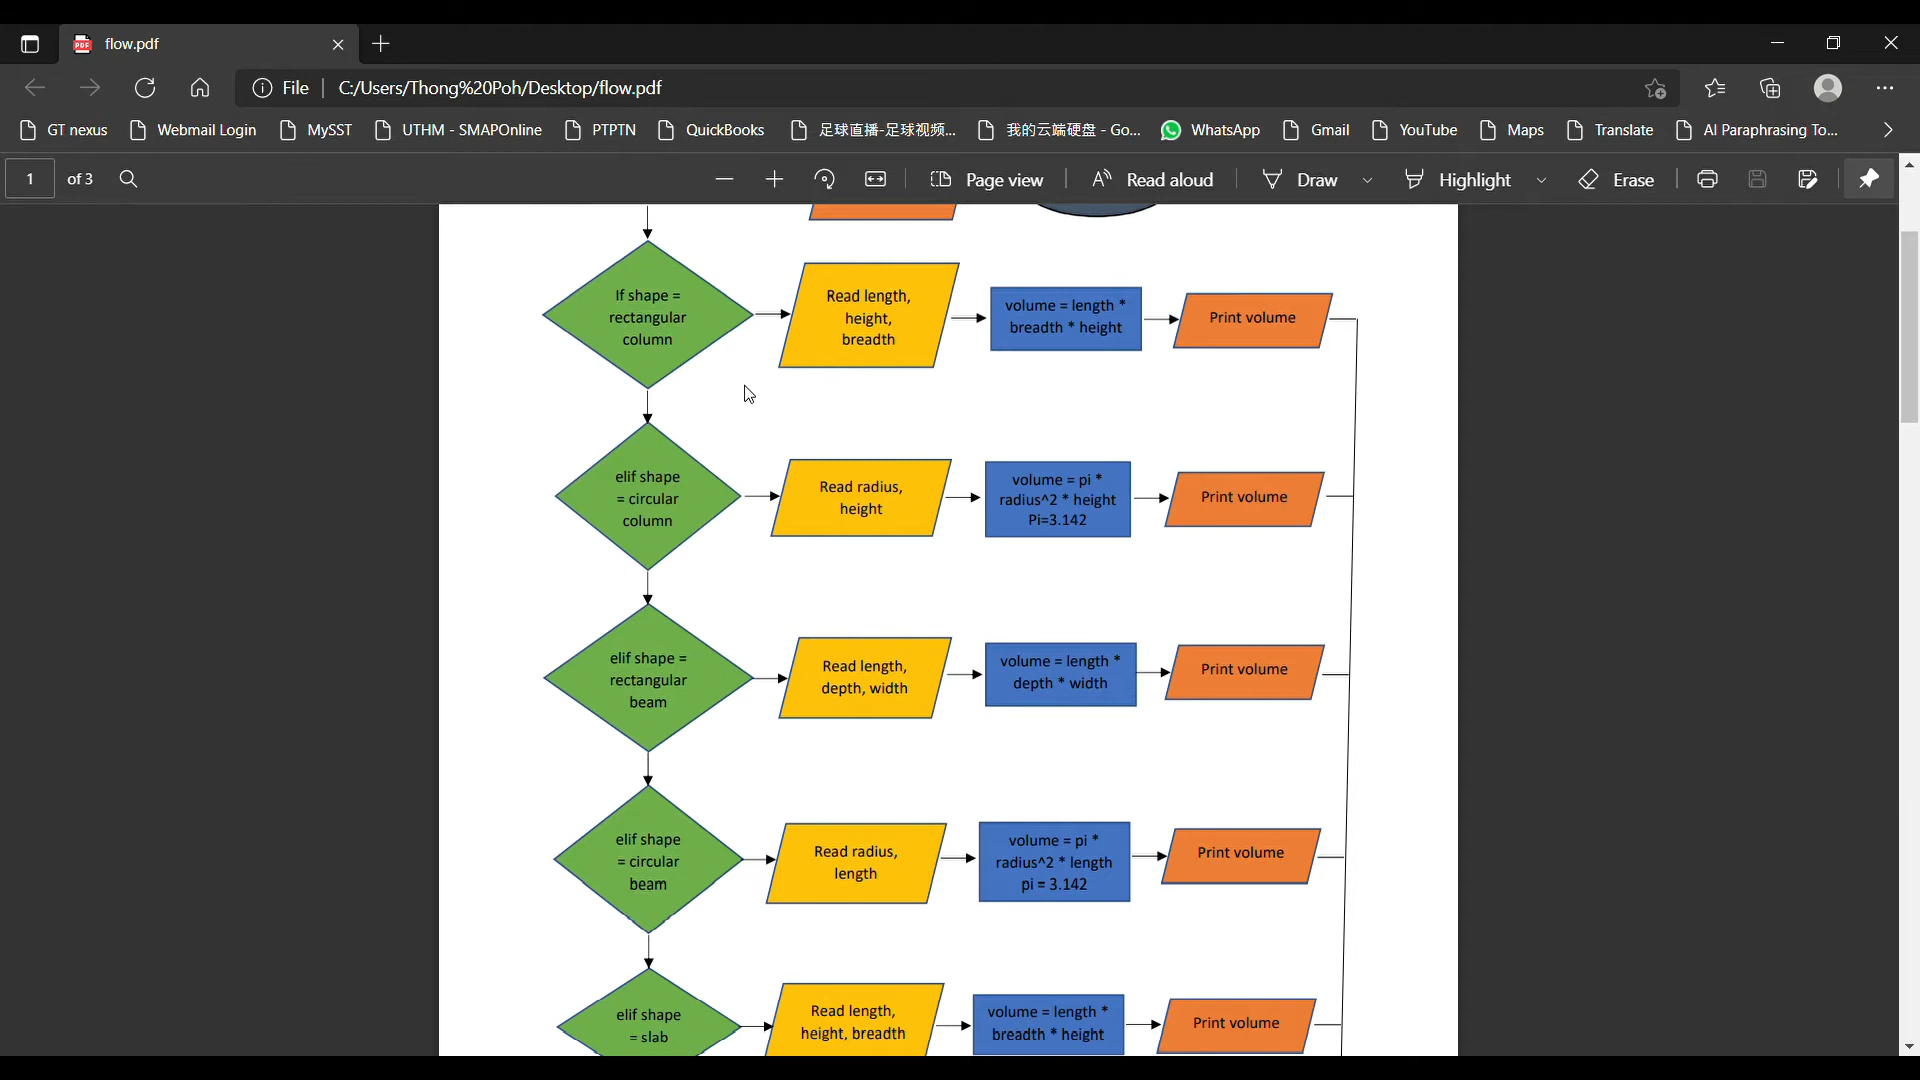 flow.pdf
File
C:/Users/Thong%20Poh/Desktop/flow.pdf
GT nexus
Webmail Login
MySST
UTHM - SMAPOnline
PTPTN
QuickBooks
足球直播-足球视频...
我的云端硬盘 - Go...
WhatsApp
Gmail
YouTube
Maps
Translate
AI Paraphrasing To...
1 of 3
Page view
Read aloud
Draw
Highlight
Erase
If shape =
rectangular
column
Read length,
height,
breadth
volume = length *
breadth * height
Print volume
elif shape
= circular
column
Read radius,
height
volume = pi *
radius^2 * height
Pi=3.142
Print volume
elif shape =
rectangular
beam
Read length,
depth, width
volume = length *
depth * width
Print volume
elif shape
= circular
beam
Read radius,
length
volume = pi *
radius^2 * length
pi = 3.142
Print volume
elif shape
= slab
Read length,
height, breadth
volume = length *
breadth * height
Print volume